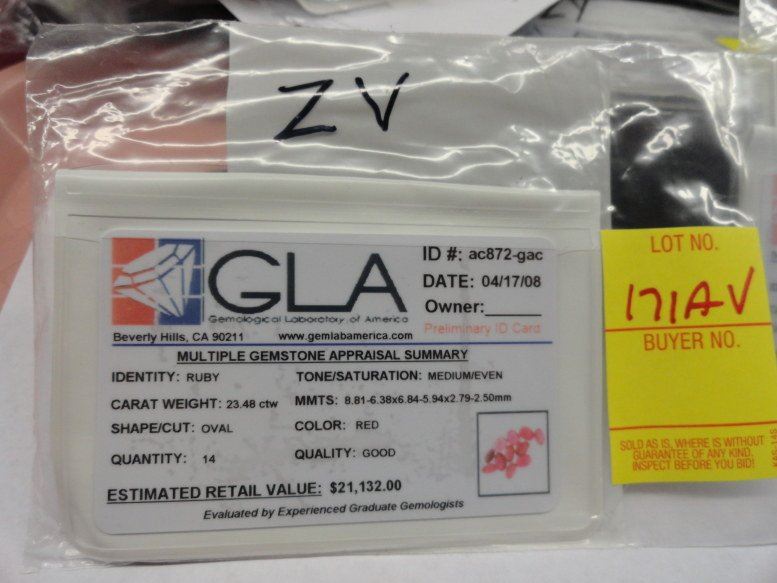 ZV
GLA
Gemological Laboratory of America
Beverly Hills, CA 90211 www.gemlabamerica.com
ID #: ac872-gac
DATE: 04/17/08
Owner:______
Preliminary ID Card
MULTIPLE GEMSTONE APPRAISAL SUMMARY
IDENTITY: RUBY TONE/SATURATION: MEDIUM/EVEN
CARAT WEIGHT: 23.48 ctw MMTS: 8.81-6.38x6.84-5.94x2.79-2.50mm
SHAPE/CUT: OVAL COLOR: RED
QUANTITY: 14 QUALITY: GOOD
ESTIMATED RETAIL VALUE: $21,132.00
Evaluated by Experienced Graduate Gemologists
LOT NO.
171AV
BUYER NO.
SOLD AS IS, WHERE IS WITHOUT
GUARANTEE OF ANY KIND.
INSPECT BEFORE YOU BID!